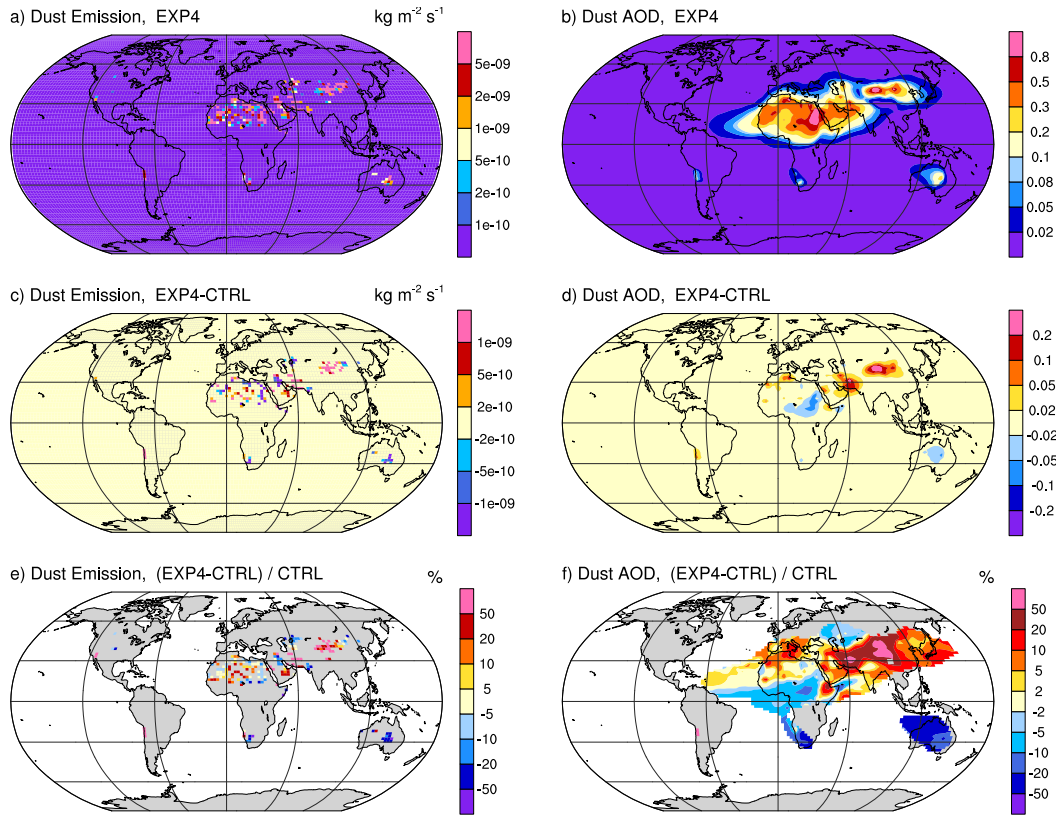 a) Dust Emission, EXP4
kg m⁻² s⁻¹
5e-09
2e-09
1e-09
5e-10
2e-10
1e-10
b) Dust AOD, EXP4
0.8
0.5
0.3
0.2
0.1
0.08
0.05
0.02
c) Dust Emission, EXP4-CTRL
kg m⁻² s⁻¹
1e-09
5e-10
2e-10
-2e-10
-5e-10
-1e-09
d) Dust AOD, EXP4-CTRL
0.2
0.1
0.05
0.02
-0.02
-0.05
-0.1
-0.2
e) Dust Emission, (EXP4-CTRL) / CTRL
%
50
20
10
5
-5
-10
-20
-50
f) Dust AOD, (EXP4-CTRL) / CTRL
%
50
20
10
5
2
-2
-5
-10
-20
-50